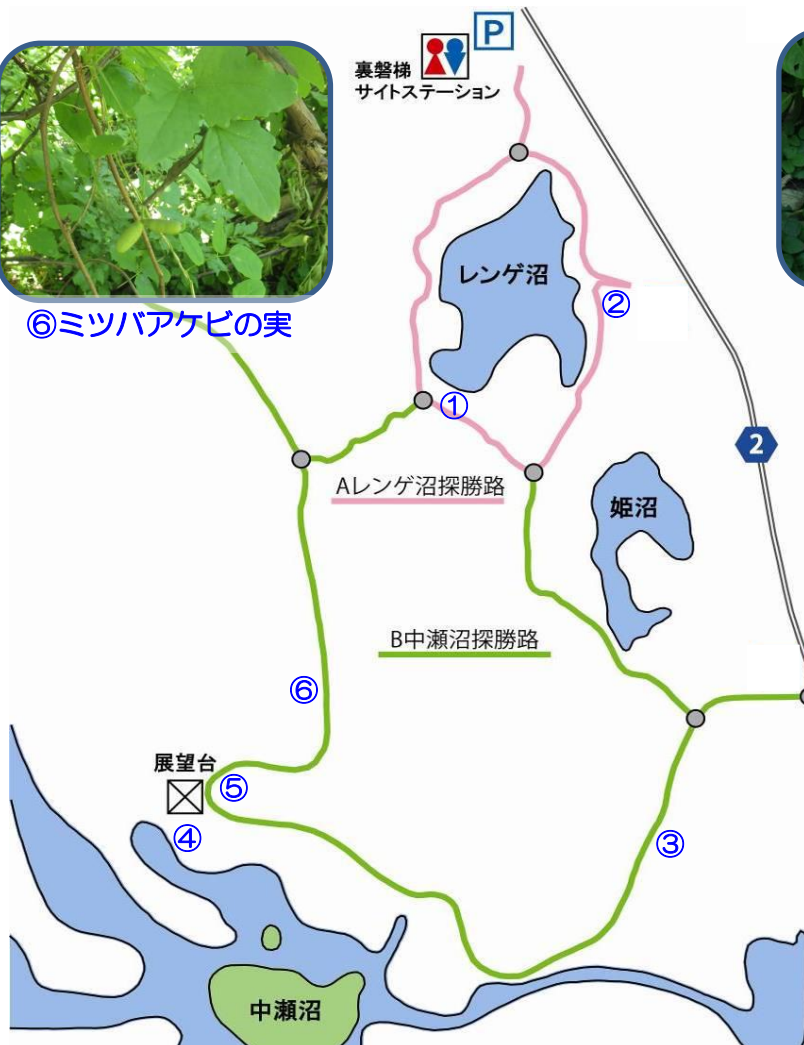 P
裏磐梯
サイトステーション
⑥ミツバアケビの実
レンゲ沼
②
①
2
Aレンゲ沼探勝路
姫沼
B中瀬沼探勝路
⑥
展望台
⑤
④
③
中瀬沼